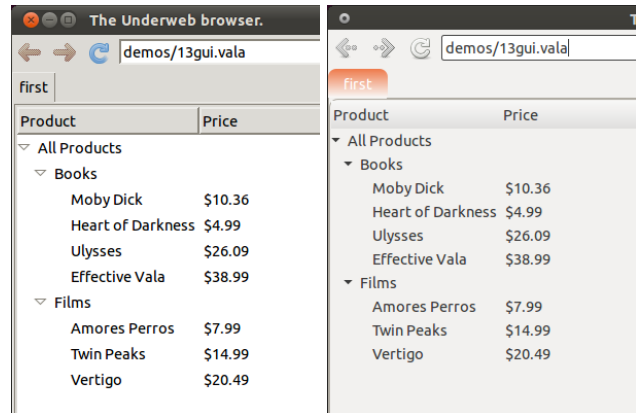 The Underweb browser.
demos/13gui.vala
first
Product Price
All Products
Books
Moby Dick $10.36
Heart of Darkness $4.99
Ulysses $26.09
Effective Vala $38.99
Films
Amores Perros $7.99
Twin Peaks $14.99
Vertigo $20.49
T
demos/13gui.vala
first
Product Price
All Products
Books
Moby Dick $10.36
Heart of Darkness $4.99
Ulysses $26.09
Effective Vala $38.99
Films
Amores Perros $7.99
Twin Peaks $14.99
Vertigo $20.49